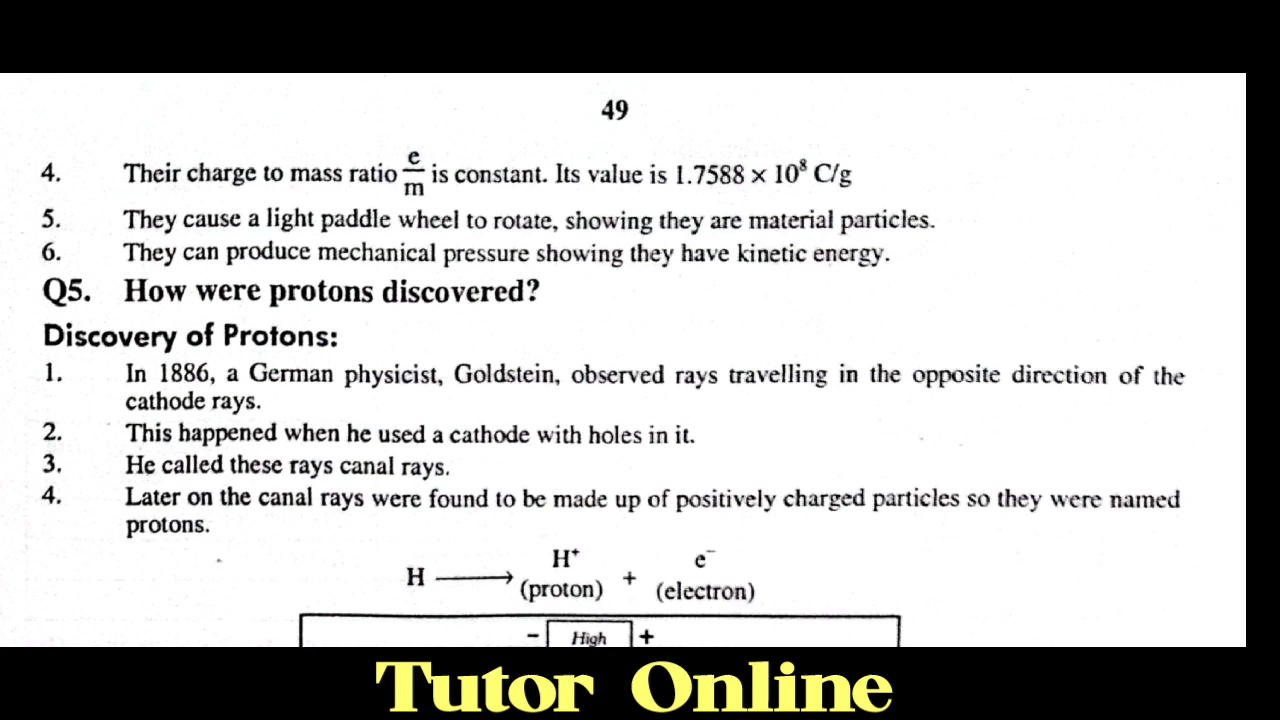 49
4. Their charge to mass ratio e/m is constant. Its value is 1.7588 × 10⁸ C/g
5. They cause a light paddle wheel to rotate, showing they are material particles.
6. They can produce mechanical pressure showing they have kinetic energy.
Q5. How were protons discovered?
Discovery of Protons:
1. In 1886, a German physicist, Goldstein, observed rays travelling in the opposite direction of the
cathode rays.
2. This happened when he used a cathode with holes in it.
3. He called these rays canal rays.
4. Later on the canal rays were found to be made up of positively charged particles so they were named
protons.
H ⟶ H⁺ + e⁻
(proton) (electron)
− High +
Tutor Online